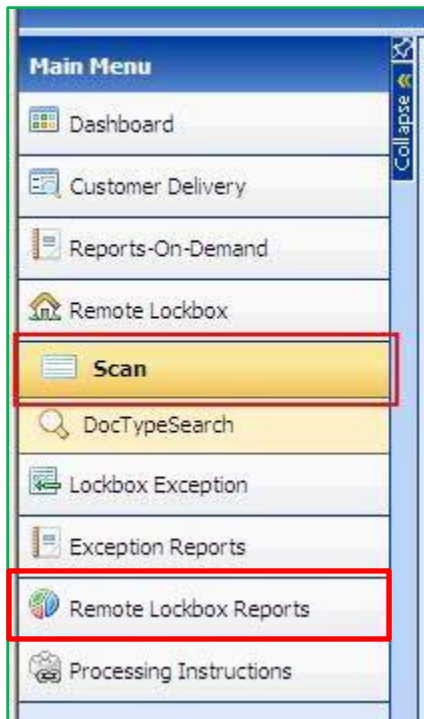 Main Menu
Collapse «
Dashboard
Customer Delivery
Reports-On-Demand
Remote Lockbox
Scan
DocTypeSearch
Lockbox Exception
Exception Reports
Remote Lockbox Reports
Processing Instructions